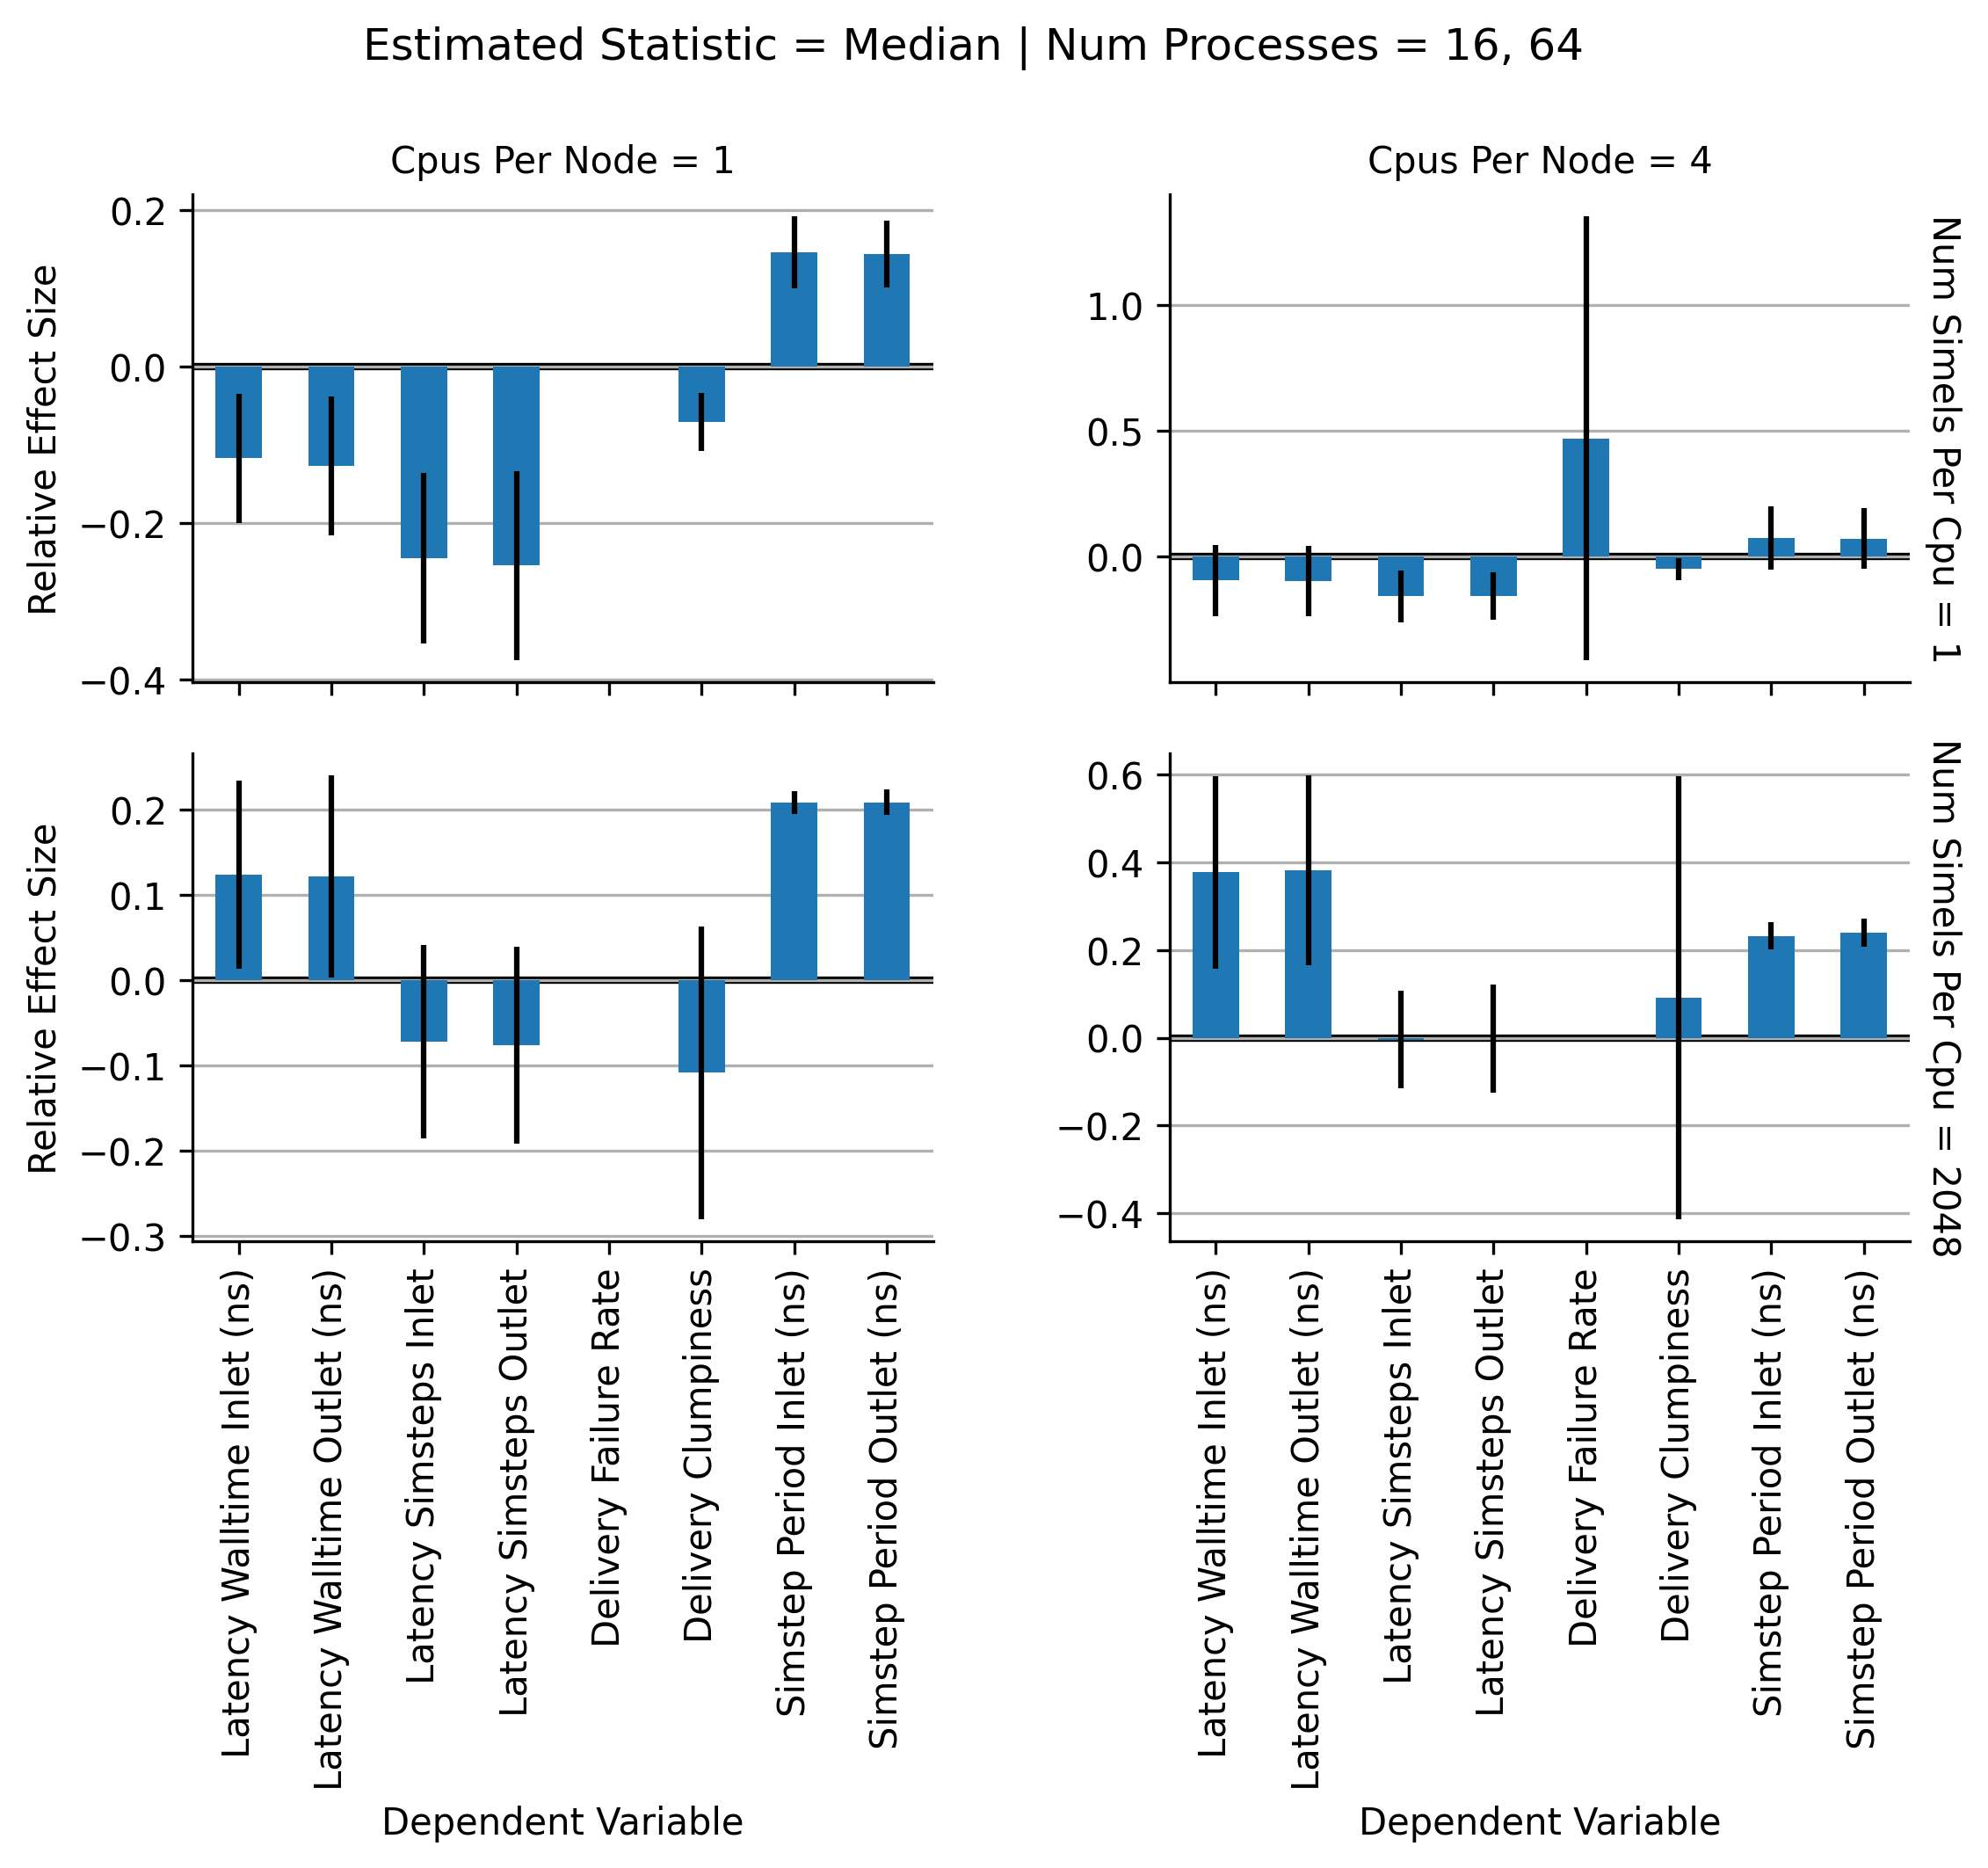 Estimated Statistic = Median | Num Processes = 16, 64
Cpus Per Node = 1
Cpus Per Node = 4
Relative Effect Size
0.2
0.0
−0.2
−0.4
1.0
0.5
0.0
Num Simels Per Cpu = 1
Relative Effect Size
0.2
0.1
0.0
−0.1
−0.2
−0.3
0.6
0.4
0.2
0.0
−0.2
−0.4
Num Simels Per Cpu = 2048
Latency Walltime Inlet (ns)
Latency Walltime Outlet (ns)
Latency Simsteps Inlet
Latency Simsteps Outlet
Delivery Failure Rate
Delivery Clumpiness
Simstep Period Inlet (ns)
Simstep Period Outlet (ns)
Latency Walltime Inlet (ns)
Latency Walltime Outlet (ns)
Latency Simsteps Inlet
Latency Simsteps Outlet
Delivery Failure Rate
Delivery Clumpiness
Simstep Period Inlet (ns)
Simstep Period Outlet (ns)
Dependent Variable
Dependent Variable